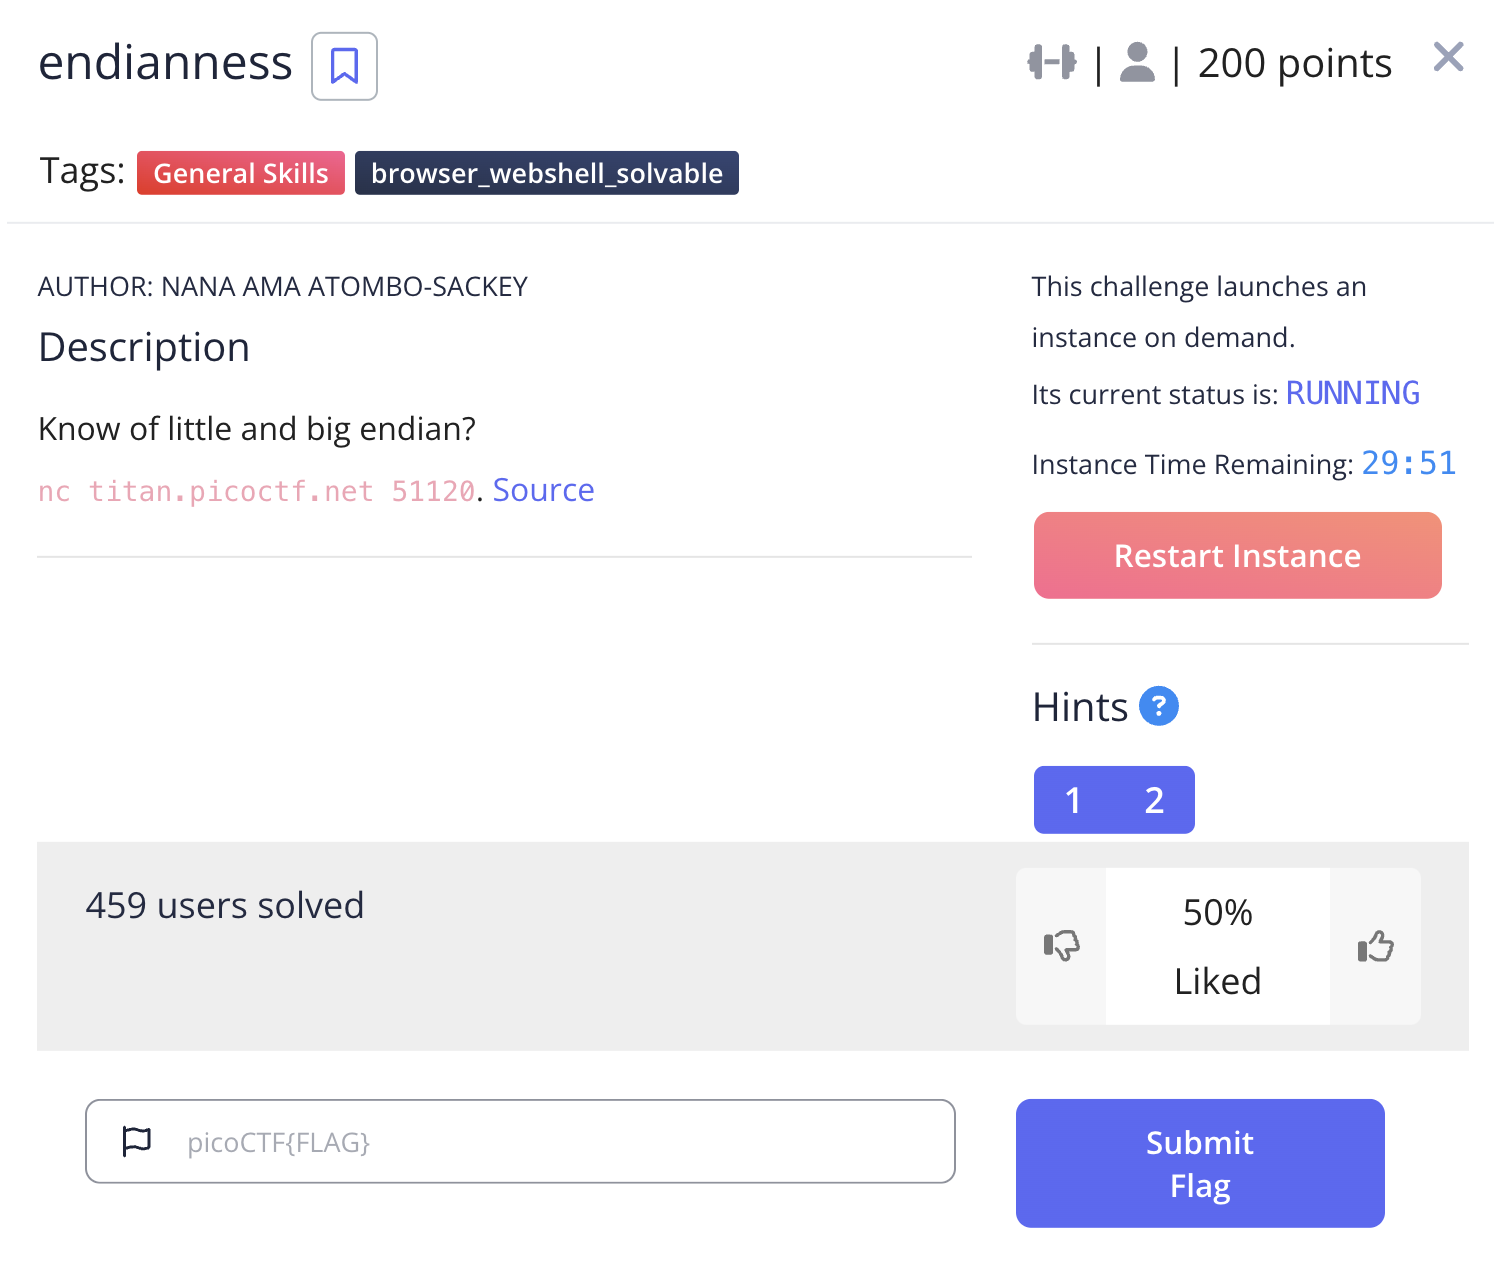 endianness
| | 200 points
Tags: General Skills browser_webshell_solvable
AUTHOR: NANA AMA ATOMBO-SACKEY
Description
Know of little and big endian?
nc titan.picoctf.net 51120. Source
This challenge launches an
instance on demand.
Its current status is: RUNNING
Instance Time Remaining: 29:51
Restart Instance
Hints ?
1 2
459 users solved
50%
Liked
picoCTF{FLAG}
Submit
Flag